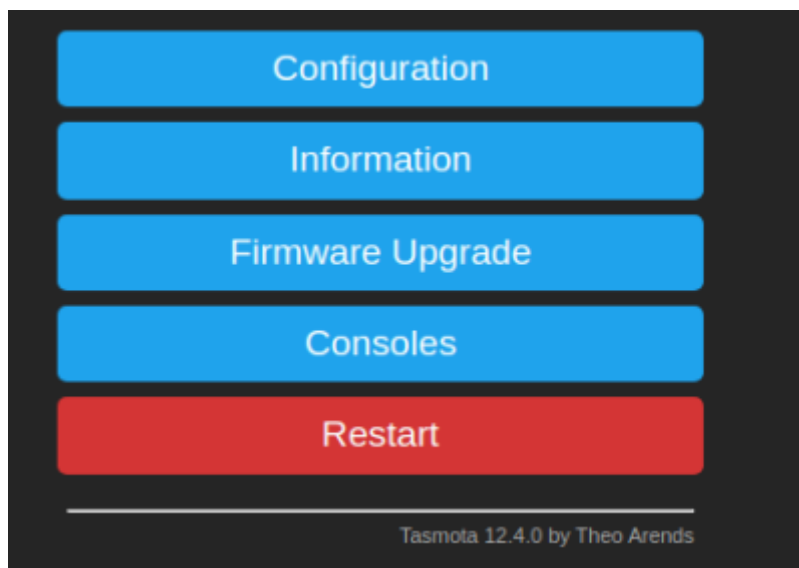 Configuration
Information
Firmware Upgrade
Consoles
Restart
Tasmota 12.4.0 by Theo Arends